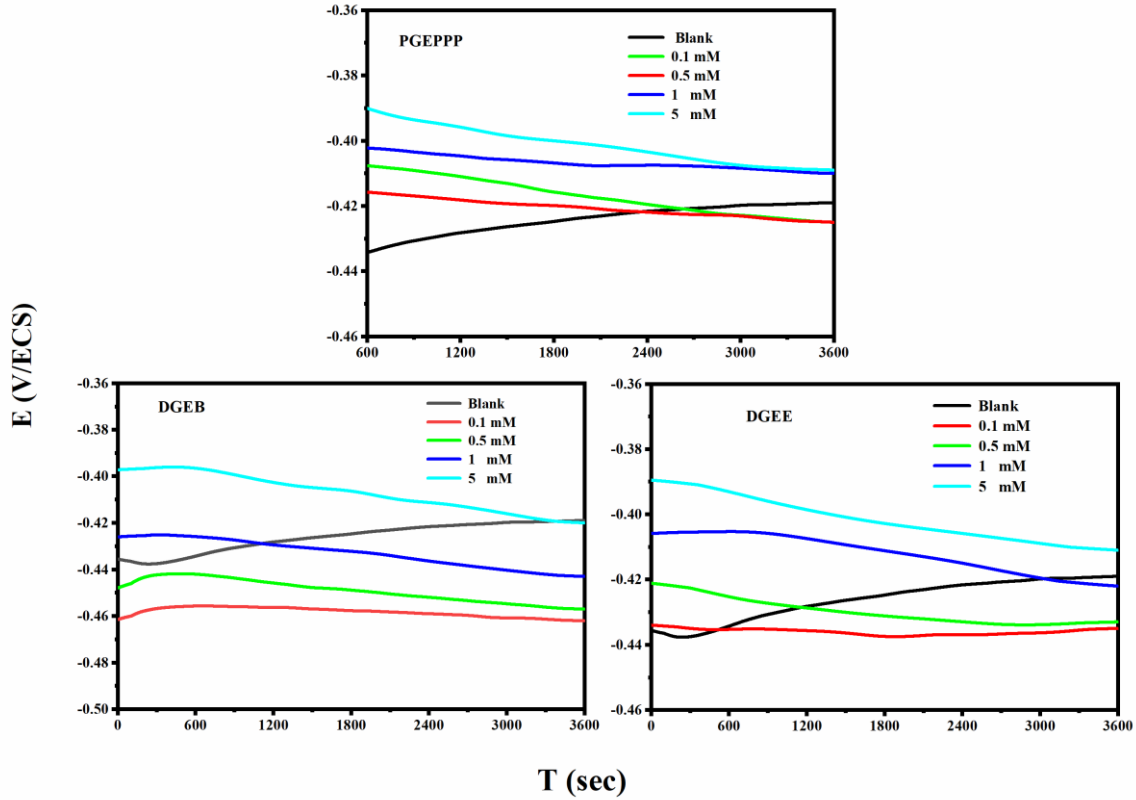 E (V/ECS)
PGEPPP
Blank
0.1 mM
0.5 mM
1 mM
5 mM
-0.36
-0.38
-0.40
-0.42
-0.44
-0.46
600 1200 1800 2400 3000 3600
DGEB
Blank
0.1 mM
0.5 mM
1 mM
5 mM
-0.36
-0.38
-0.40
-0.42
-0.44
-0.46
-0.48
-0.50
0 600 1200 1800 2400 3000 3600
DGEE
Blank
0.1 mM
0.5 mM
1 mM
5 mM
-0.36
-0.38
-0.40
-0.42
-0.44
-0.46
0 600 1200 1800 2400 3000 3600
T (sec)